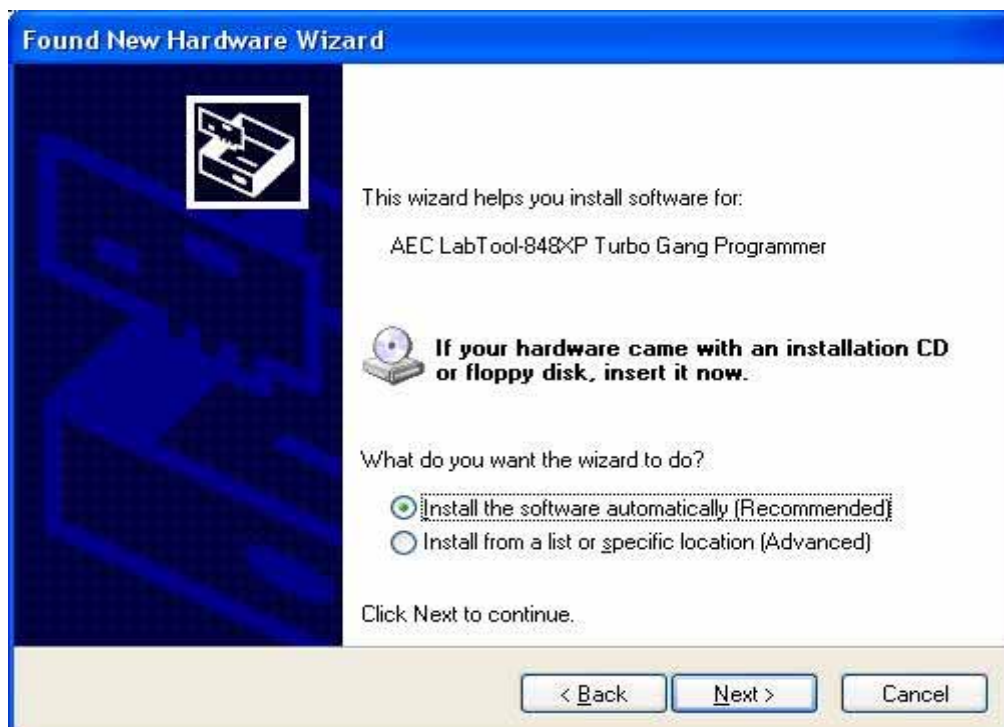 Found New Hardware Wizard
This wizard helps you install software for:
AEC LabTool-848XP Turbo Gang Programmer
If your hardware came with an installation CD
or floppy disk, insert it now.
What do you want the wizard to do?
Install the software automatically (Recommended)
Install from a list or specific location (Advanced)
Click Next to continue.
< Back Next > Cancel